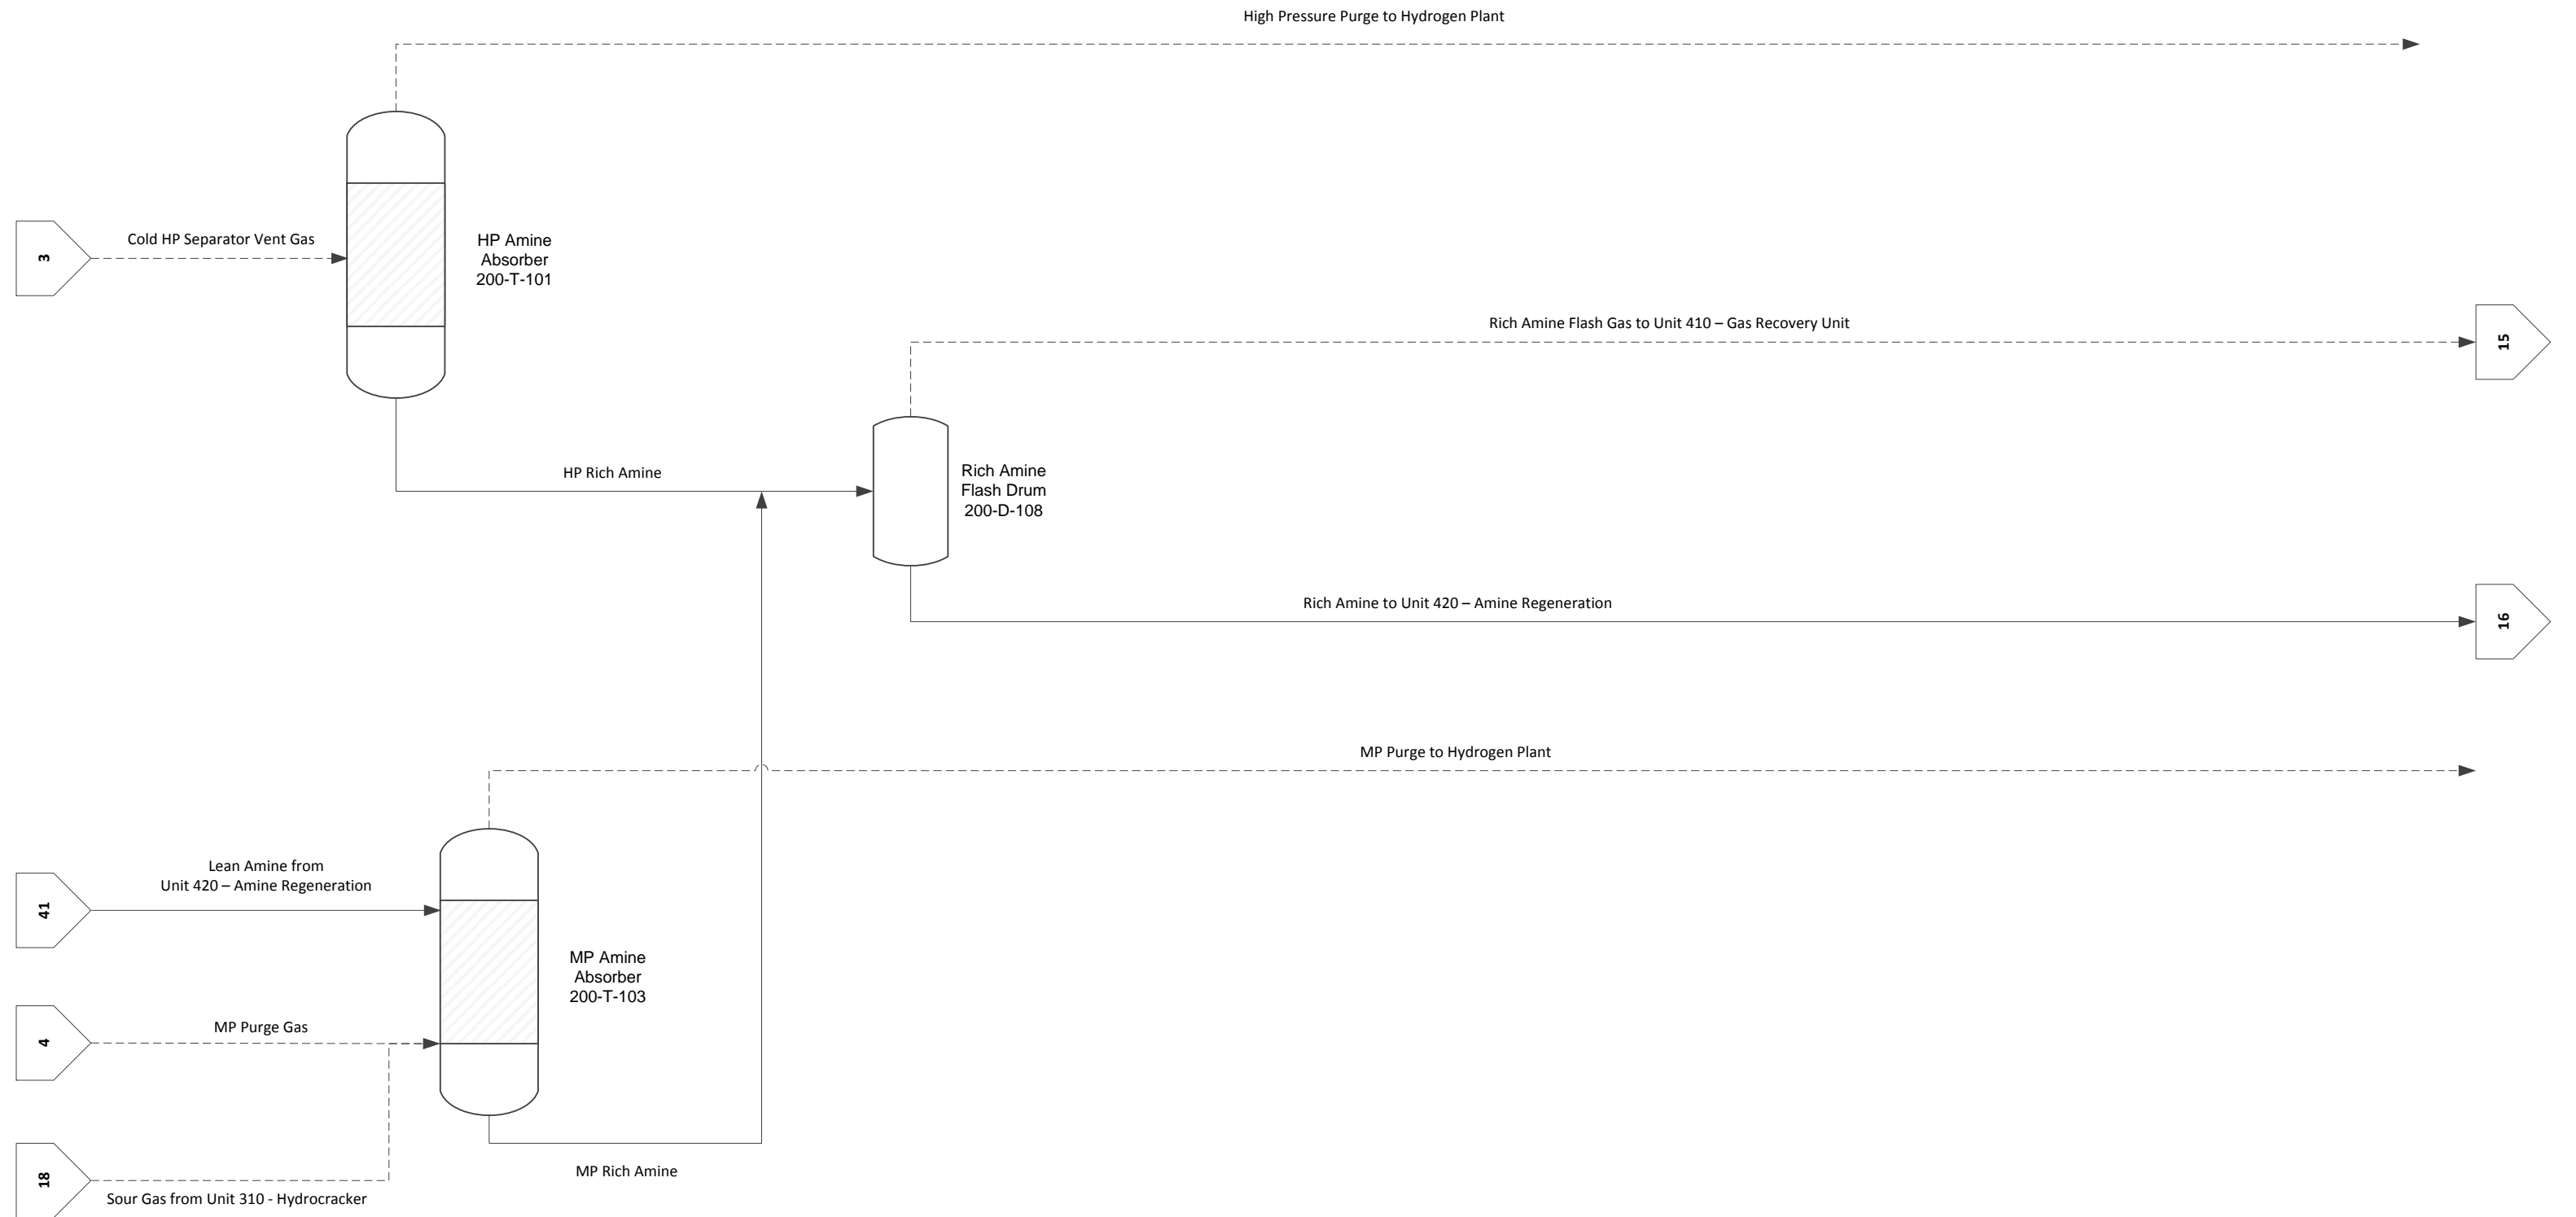 High Pressure Purge to Hydrogen Plant
3
Cold HP Separator Vent Gas
HP Amine
Absorber
200-T-101
Rich Amine Flash Gas to Unit 410 – Gas Recovery Unit
15
HP Rich Amine
Rich Amine
Flash Drum
200-D-108
Rich Amine to Unit 420 – Amine Regeneration
16
MP Purge to Hydrogen Plant
Lean Amine from
Unit 420 – Amine Regeneration
41
MP Amine
Absorber
200-T-103
MP Purge Gas
4
MP Rich Amine
18
Sour Gas from Unit 310 - Hydrocracker